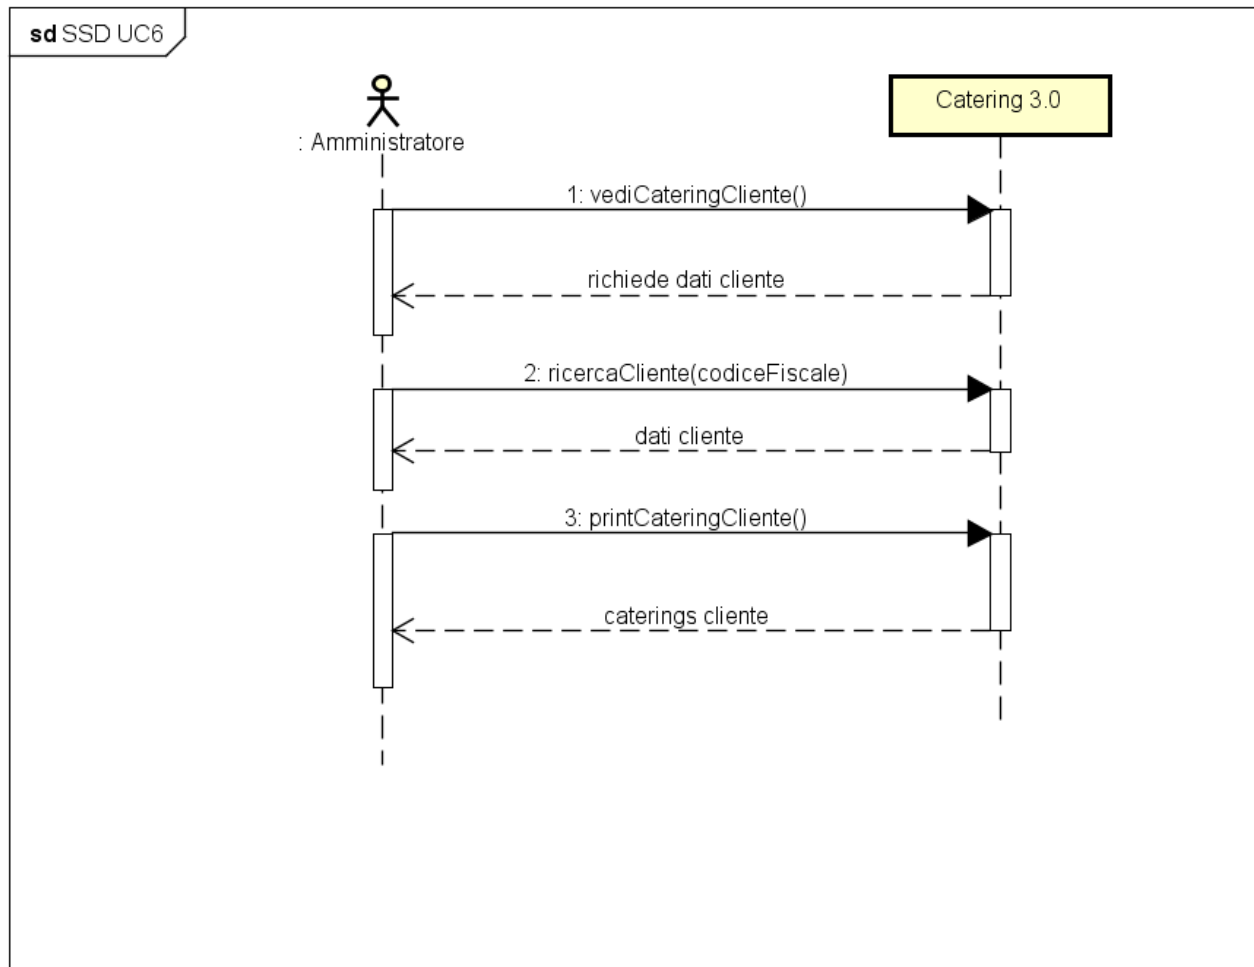 sd SSD UC6
: Amministratore
Catering 3.0
1: vediCateringCliente()
richiede dati cliente
2: ricercaCliente(codiceFiscale)
dati cliente
3: printCateringCliente()
caterings cliente